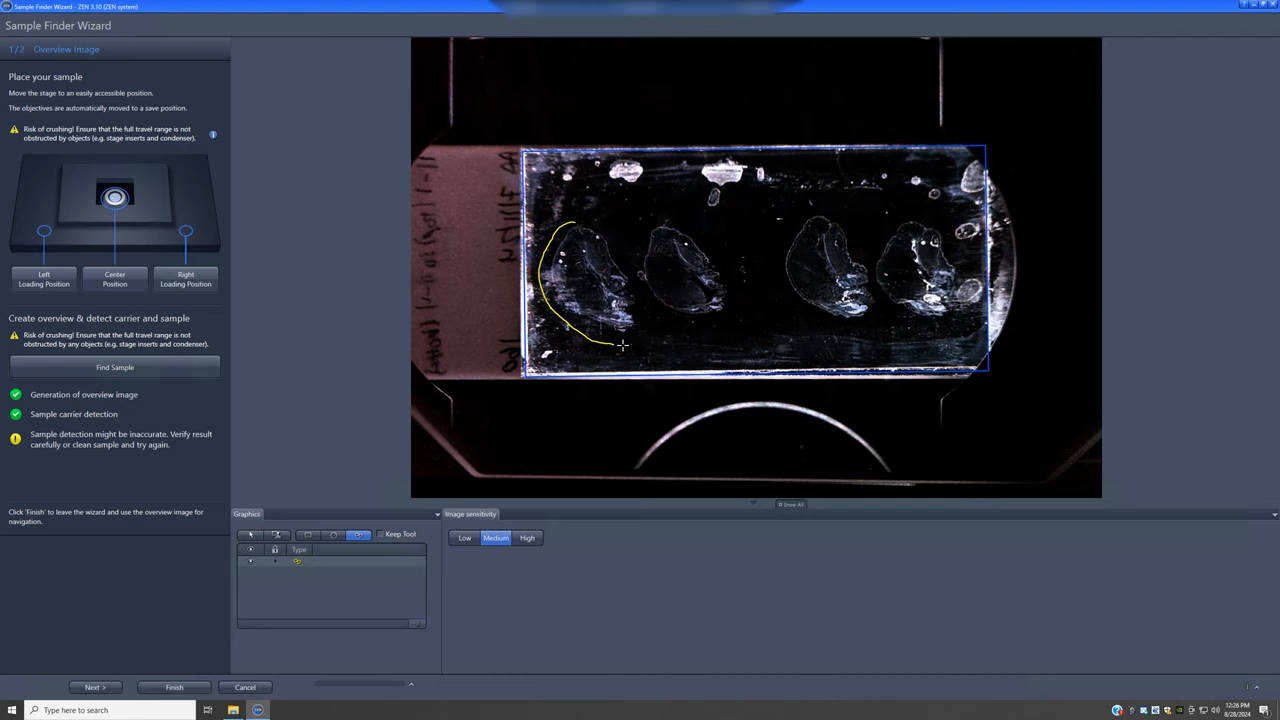 Sample Finder Wizard - ZEN 3.10 (ZEN system)
Sample Finder Wizard
1/2 Overview Image
Place your sample
Move the stage to an easily accessible position.
The objectives are automatically moved to a save position.
Risk of crushing! Ensure that the full travel range is not
obstructed by objects (e.g. stage inserts and condenser).
Left
Loading Position
Center
Position
Right
Loading Position
Create overview & detect carrier and sample
Risk of crushing! Ensure that the full travel range is not
obstructed by any objects (e.g. stage inserts and condenser).
Find Sample
Generation of overview image
Sample carrier detection
Sample detection might be inaccurate. Verify result
carefully or clean sample and try again.
Click 'Finish' to leave the wizard and use the overview image for
navigation.
Show All
Graphics
Keep Tool
Type
Image sensitivity
Low
Medium
High
Next >
Finish
Cancel
Type here to search
12:26 PM
8/28/2024